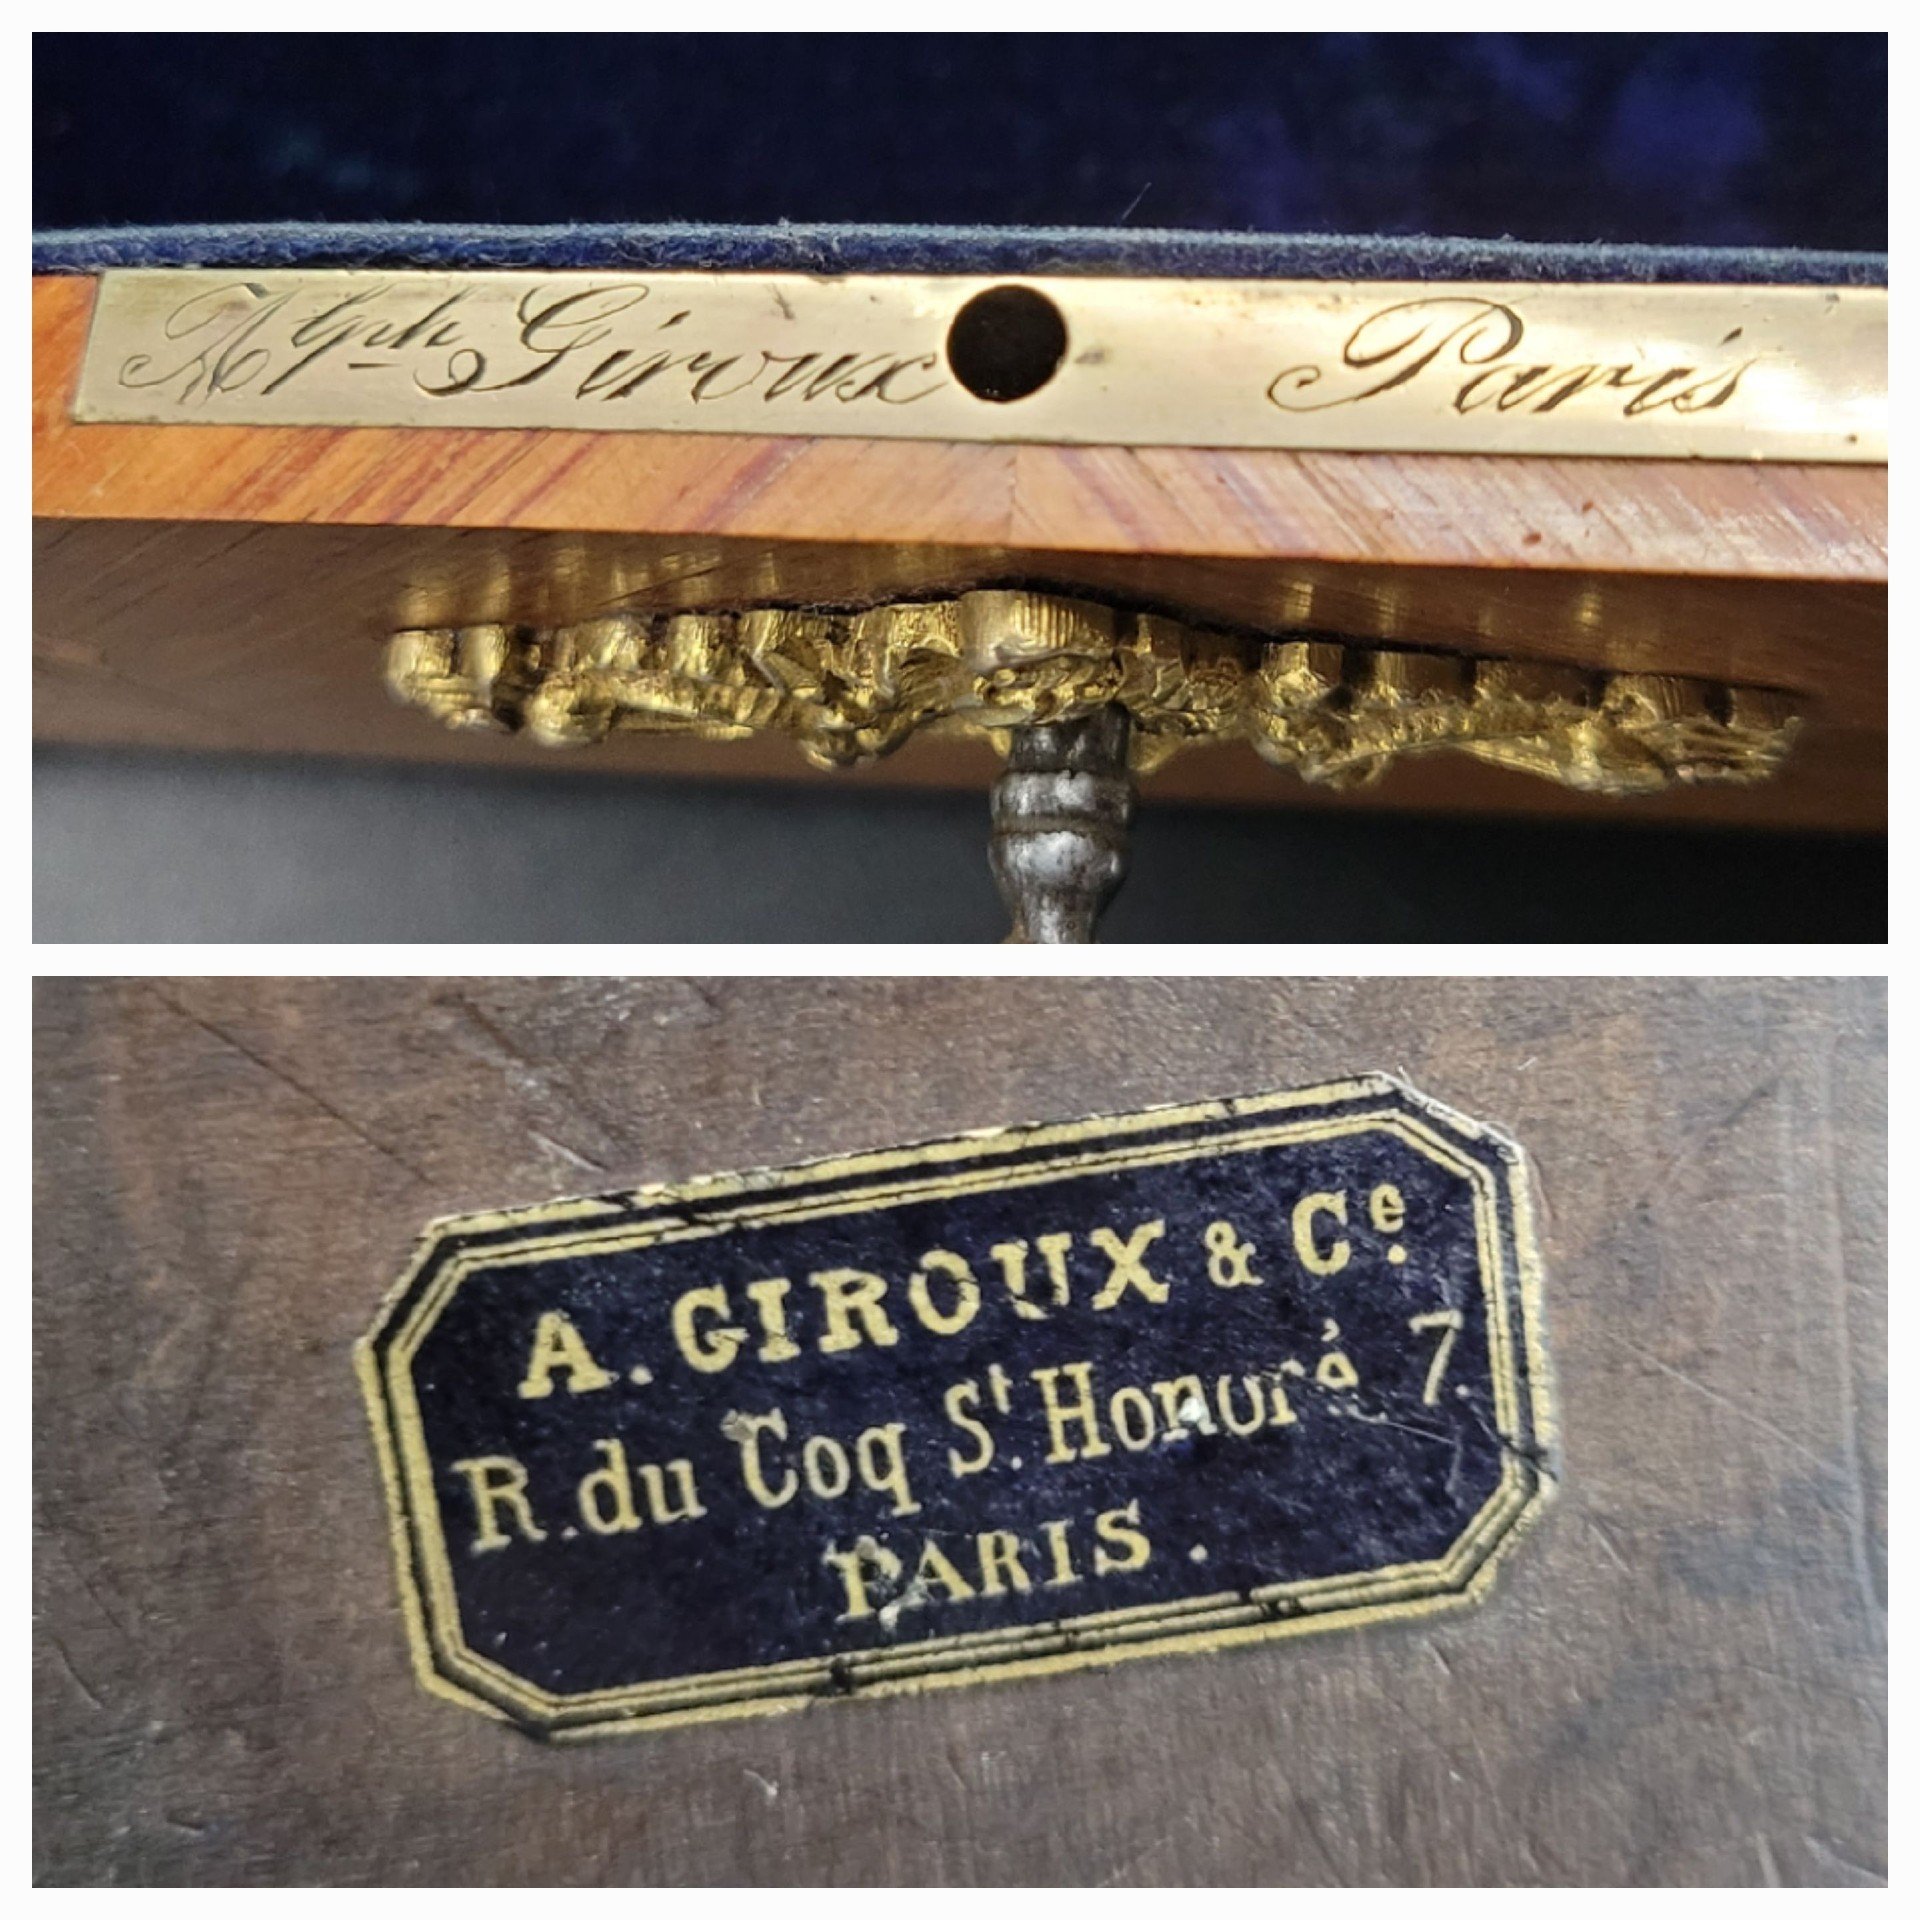 Alph Giroux Paris
A. GIROUX & Ce.
R. du Coq St. Honoré 7.
PARIS.